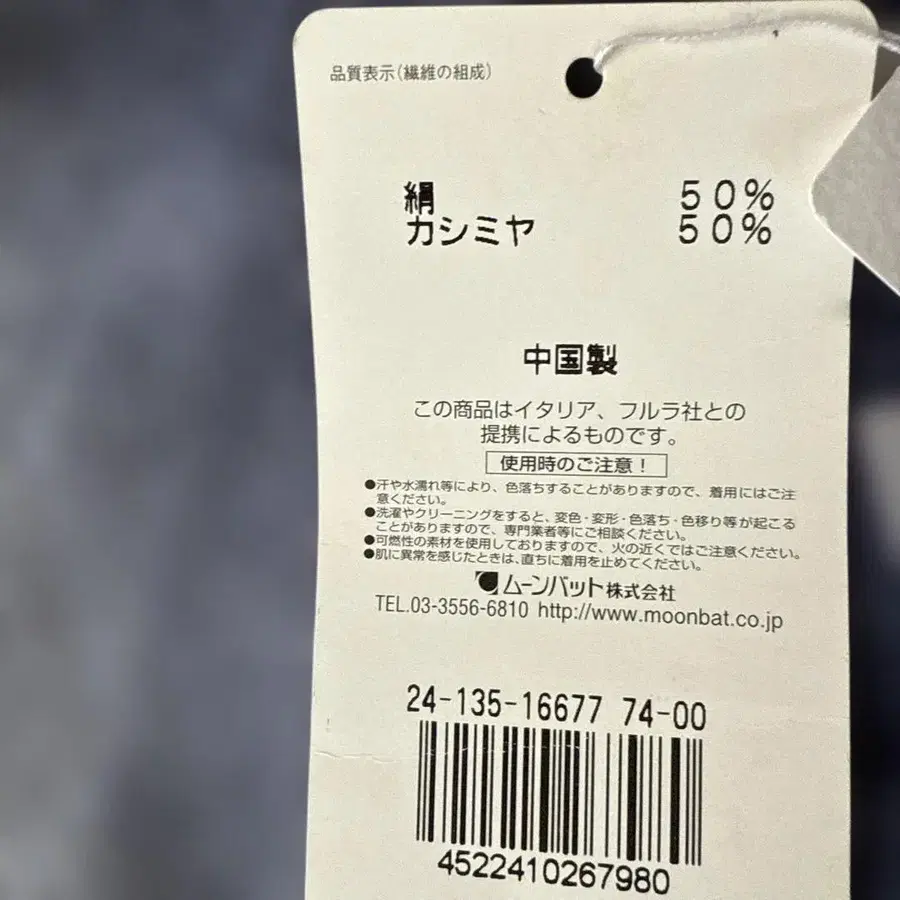 品質表示(繊維の組成)
絹 50%
カシミヤ 50%
中国製
この商品はイタリア、フルラ社との
提携によるものです。
使用時のご注意!
●汗や水濡れ等により、色落ちすることがありますので、着用にはご注
意ください。
●洗濯やクリーニングをすると、変色・変形・色落ち・色移り等が起こる
ことがありますので、専門業者等にご相談ください。
●可燃性の素材を使用しておりますので、火の近くではご注意ください。
●肌に異常を感じたときは、直ちに着用を止めてください。
ムーンバット株式会社
TEL.03-3556-6810 http://www.moonbat.co.jp
24-135-16677 74-00
4522410267980